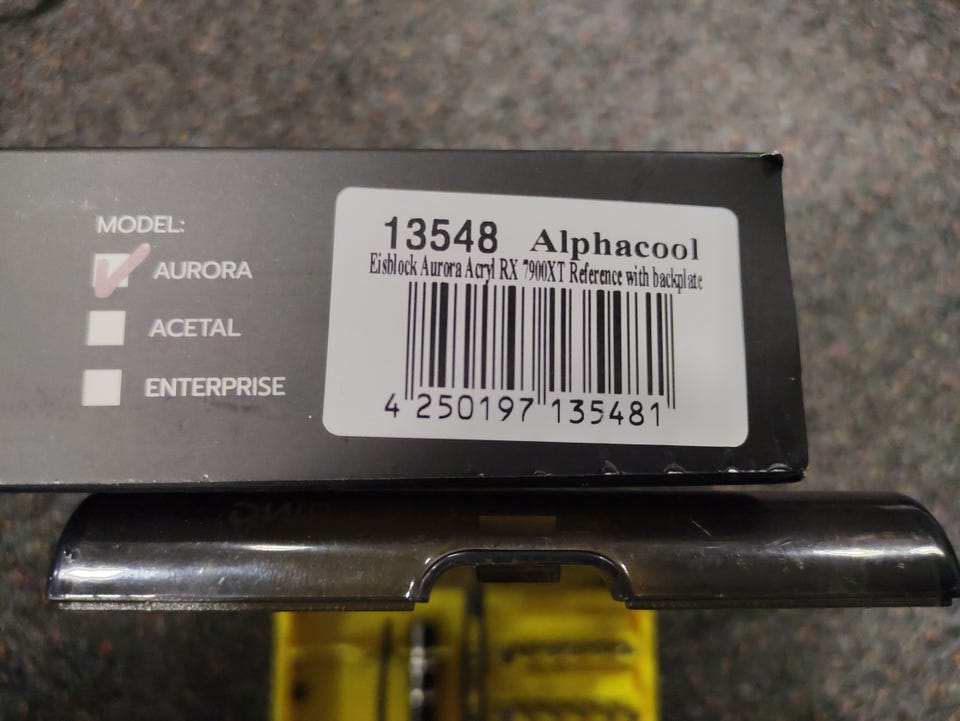 MODEL:
AURORA
ACETAL
ENTERPRISE
13548 Alphacool
Eisblock Aurora Acryl RX 7900XT Reference with backplate
4 250197 135481